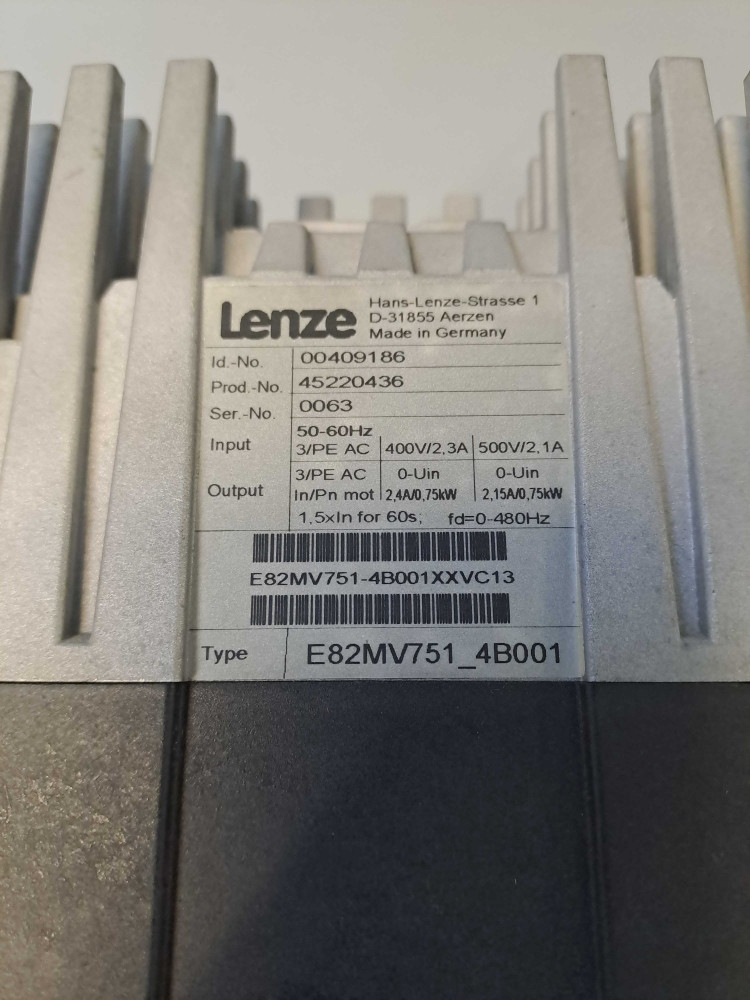 Lenze
Hans-Lenze-Strasse 1
D-31855 Aerzen
Made in Germany
Id.-No. 00409186
Prod.-No. 45220436
Ser.-No. 0063
Input 50-60Hz
3/PE AC 400V/2,3A 500V/2,1A
Output 3/PE AC 0-Uin 0-Uin
In/Pn mot 2,4A/0,75kW 2,15A/0,75kW
1,5xIn for 60s; fd=0-480Hz
E82MV751-4B001XXVC13
Type E82MV751_4B001